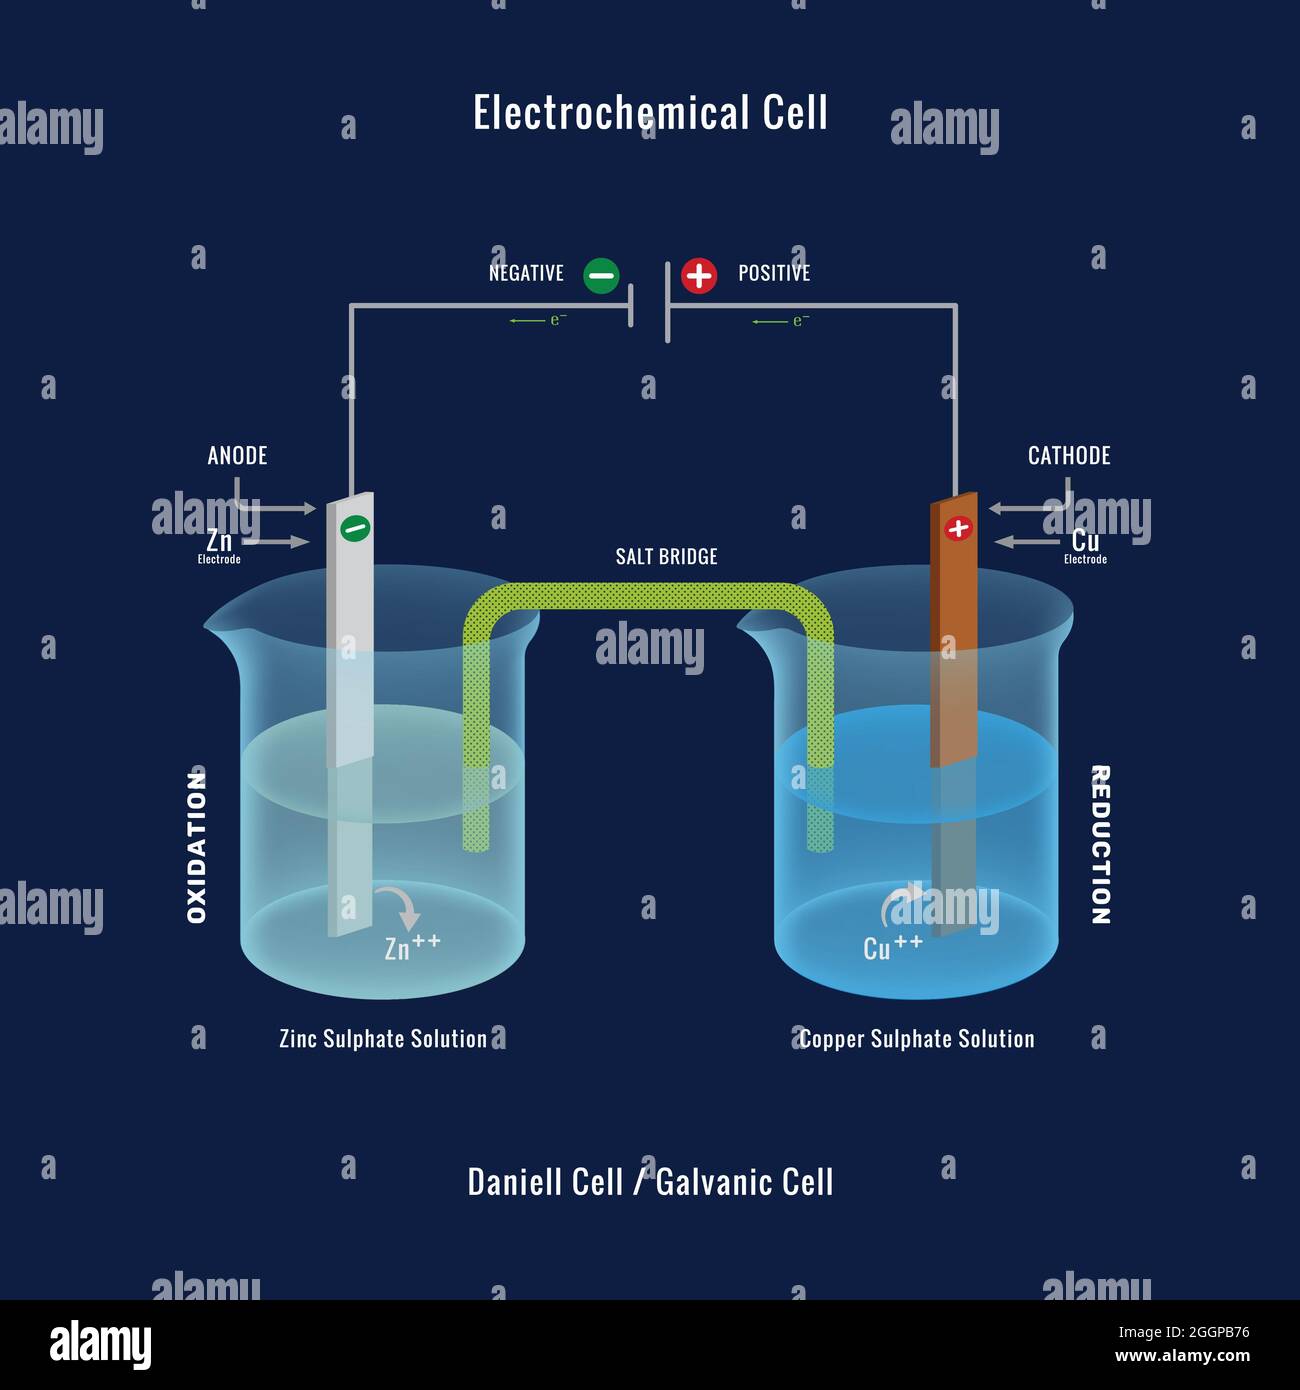 Electrochemical Cell
NEGATIVE
POSITIVE
e⁻
e⁻
ANODE
CATHODE
Zn
Electrode
Cu
Electrode
SALT BRIDGE
OXIDATION
REDUCTION
Zn⁺⁺
Cu⁺⁺
Zinc Sulphate Solution
Copper Sulphate Solution
Daniell Cell / Galvanic Cell
alamy
Image ID: 2GGPB76
www.alamy.com